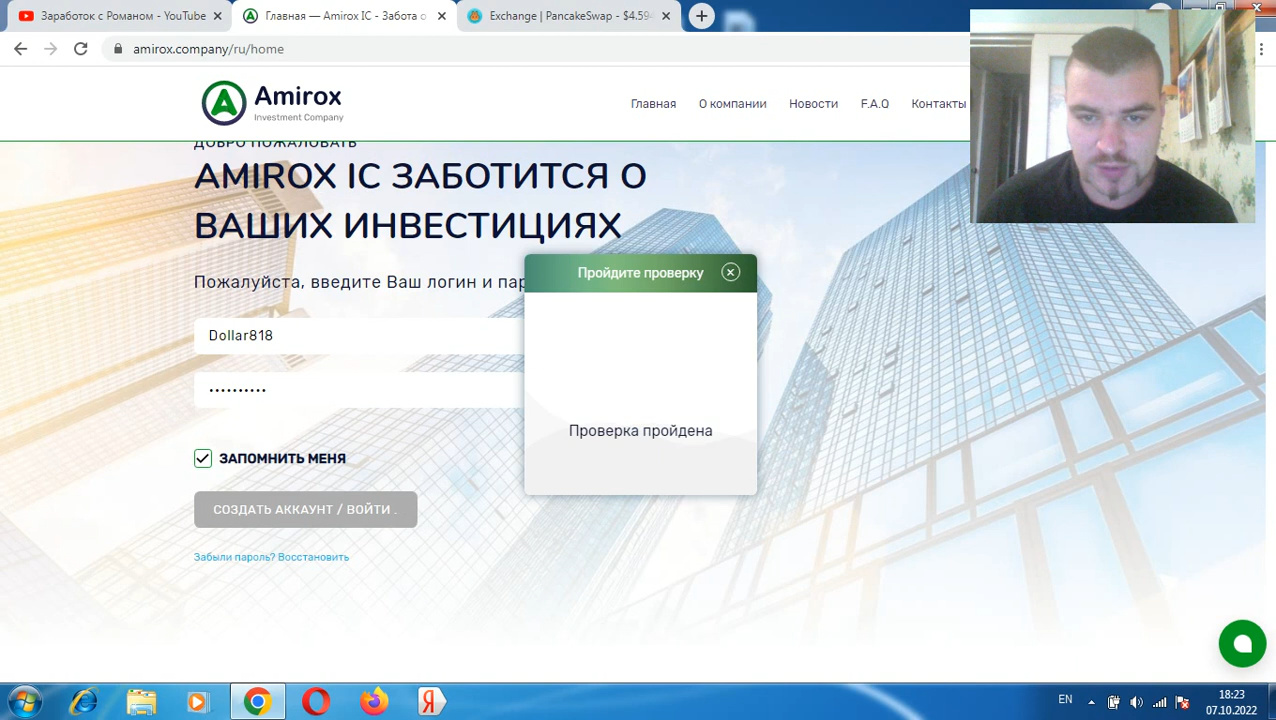 Заработок с Романом - YouTube
Главная — Amirox IC - Забота о
Exchange | PancakeSwap - $4.59
amirox.company/ru/home
Amirox
Investment Company
Главная
О компании
Новости
F.A.Q
Контакты
ДОБРО ПОЖАЛОВАТЬ
AMIROX IC ЗАБОТИТСЯ О
ВАШИХ ИНВЕСТИЦИЯХ
Пройдите проверку
Пожалуйста, введите Ваш логин и пар
Dollar818
••••••••••
Проверка пройдена
ЗАПОМНИТЬ МЕНЯ
СОЗДАТЬ АККАУНТ / ВОЙТИ .
Забыли пароль? Восстановить
EN
18:23
07.10.2022